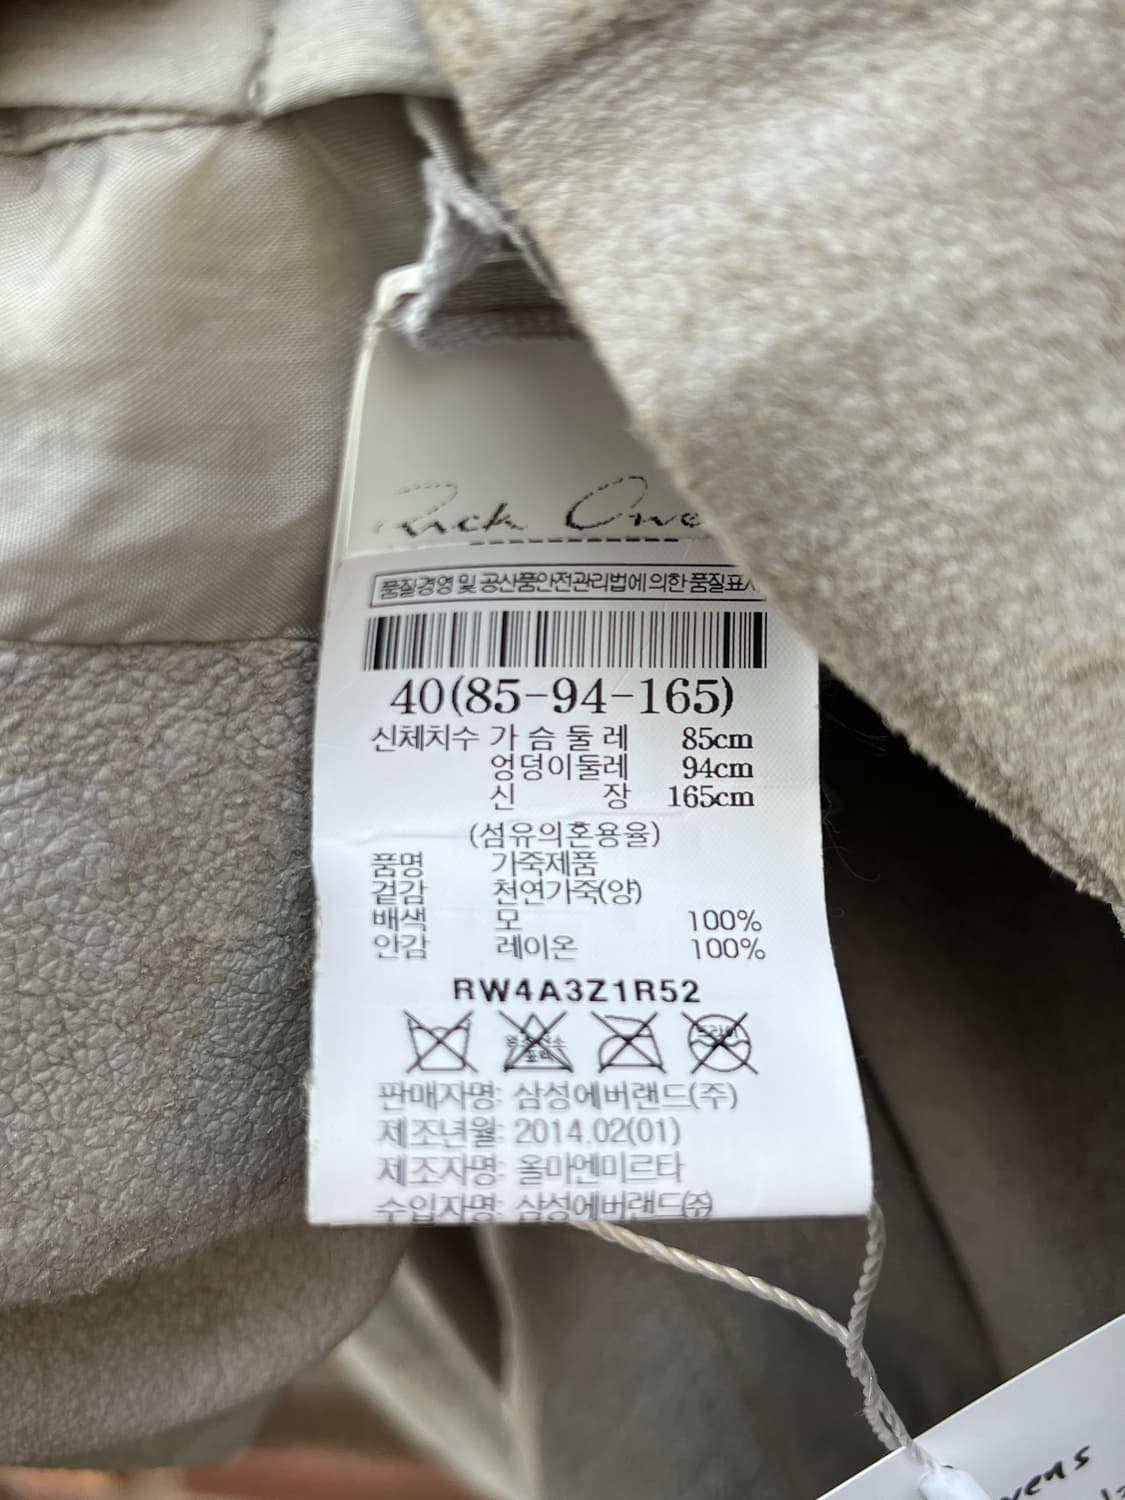 Rick Owe
품질경영 및 공산품안전관리법에 의한 품질표시
40(85-94-165)
신체치수 가 슴 둘 레 85cm
엉덩이둘레 94cm
신 장 165cm
(섬유의혼용율)
품명 가죽제품
겉감 천연가죽(양)
배색 모 100%
안감 레이온 100%
RW4A3Z1R52
드라이
판매자명: 삼성에버랜드(주)
제조년월: 2014.02(01)
제조자명: 올마엔미르타
수입자명: 삼성에버랜드(주)
wens